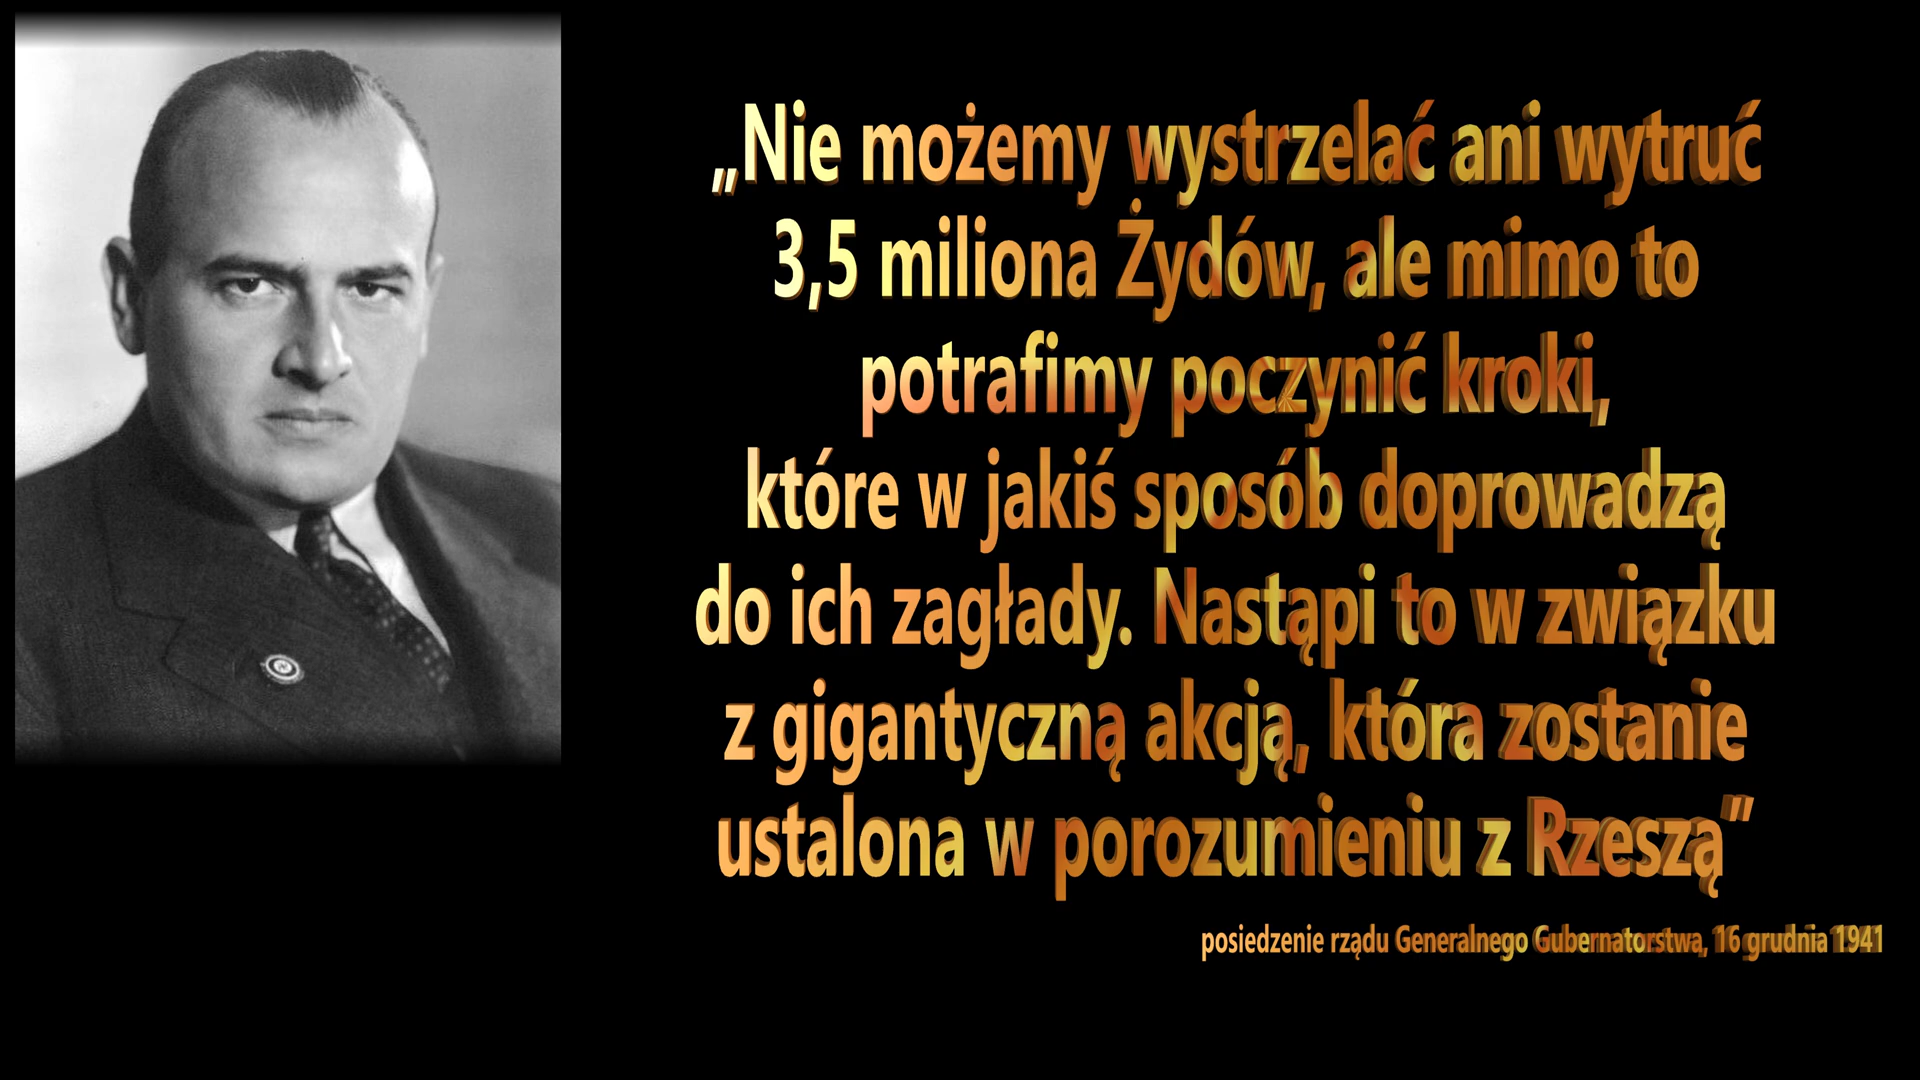 „Nie możemy wystrzelać ani wytruć
3,5 miliona Żydów, ale mimo to
potrafimy poczynić kroki,
które w jakiś sposób doprowadzą
do ich zagłady. Nastąpi to w związku
z gigantyczną akcją, która zostanie
ustalona w porozumieniu z Rzeszą”
posiedzenie rządu Generalnego Gubernatorstwa, 16 grudnia 1941